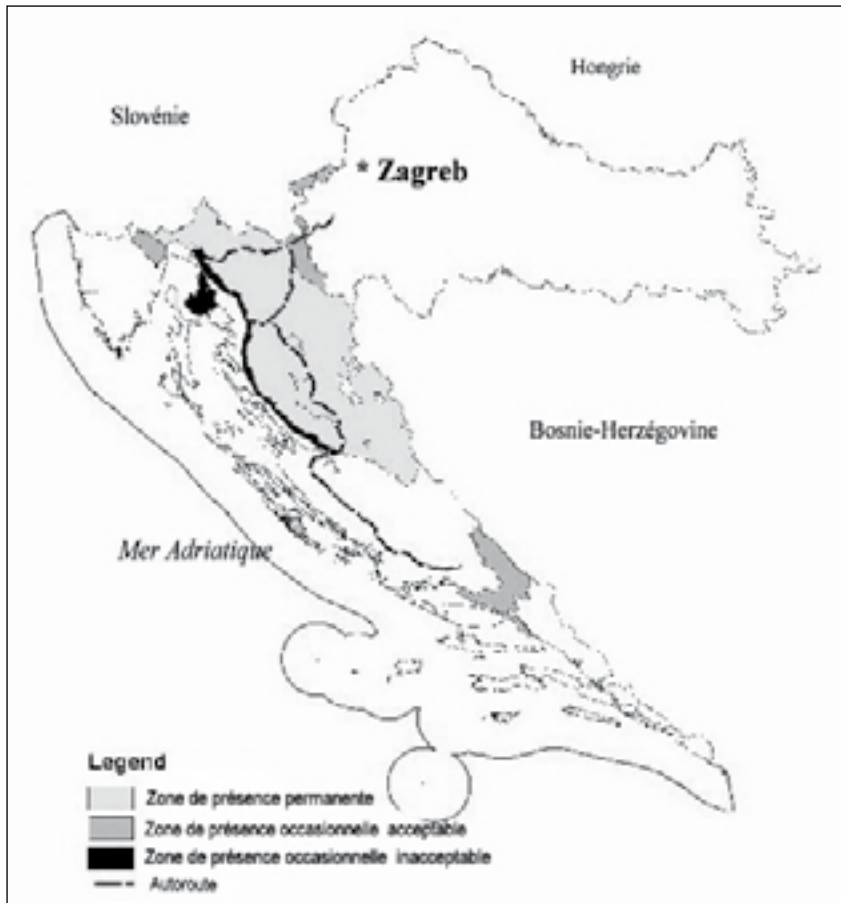 Hongrie
Slovénie
* Zagreb
Bosnie-Herzégovine
Mer Adriatique
Legend
Zone de présence permanente
Zone de présence occasionnelle acceptable
Zone de présence occasionnelle inacceptable
Autoroute